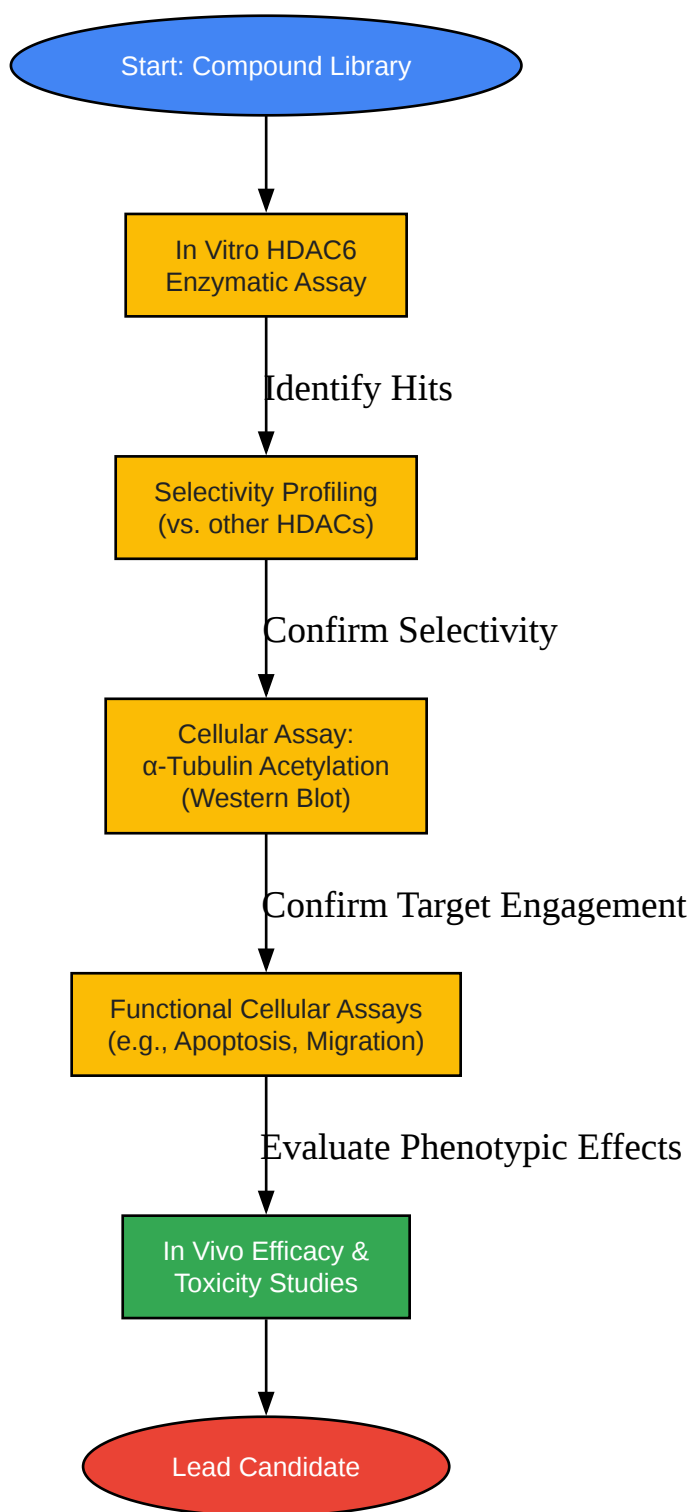 Start: Compound Library
In Vitro HDAC6
Enzymatic Assay
Identify Hits
Selectivity Profiling
(vs. other HDACs)
Confirm Selectivity
Cellular Assay:
α-Tubulin Acetylation
(Western Blot)
Confirm Target Engagement
Functional Cellular Assays
(e.g., Apoptosis, Migration)
Evaluate Phenotypic Effects
In Vivo Efficacy &
Toxicity Studies
Lead Candidate